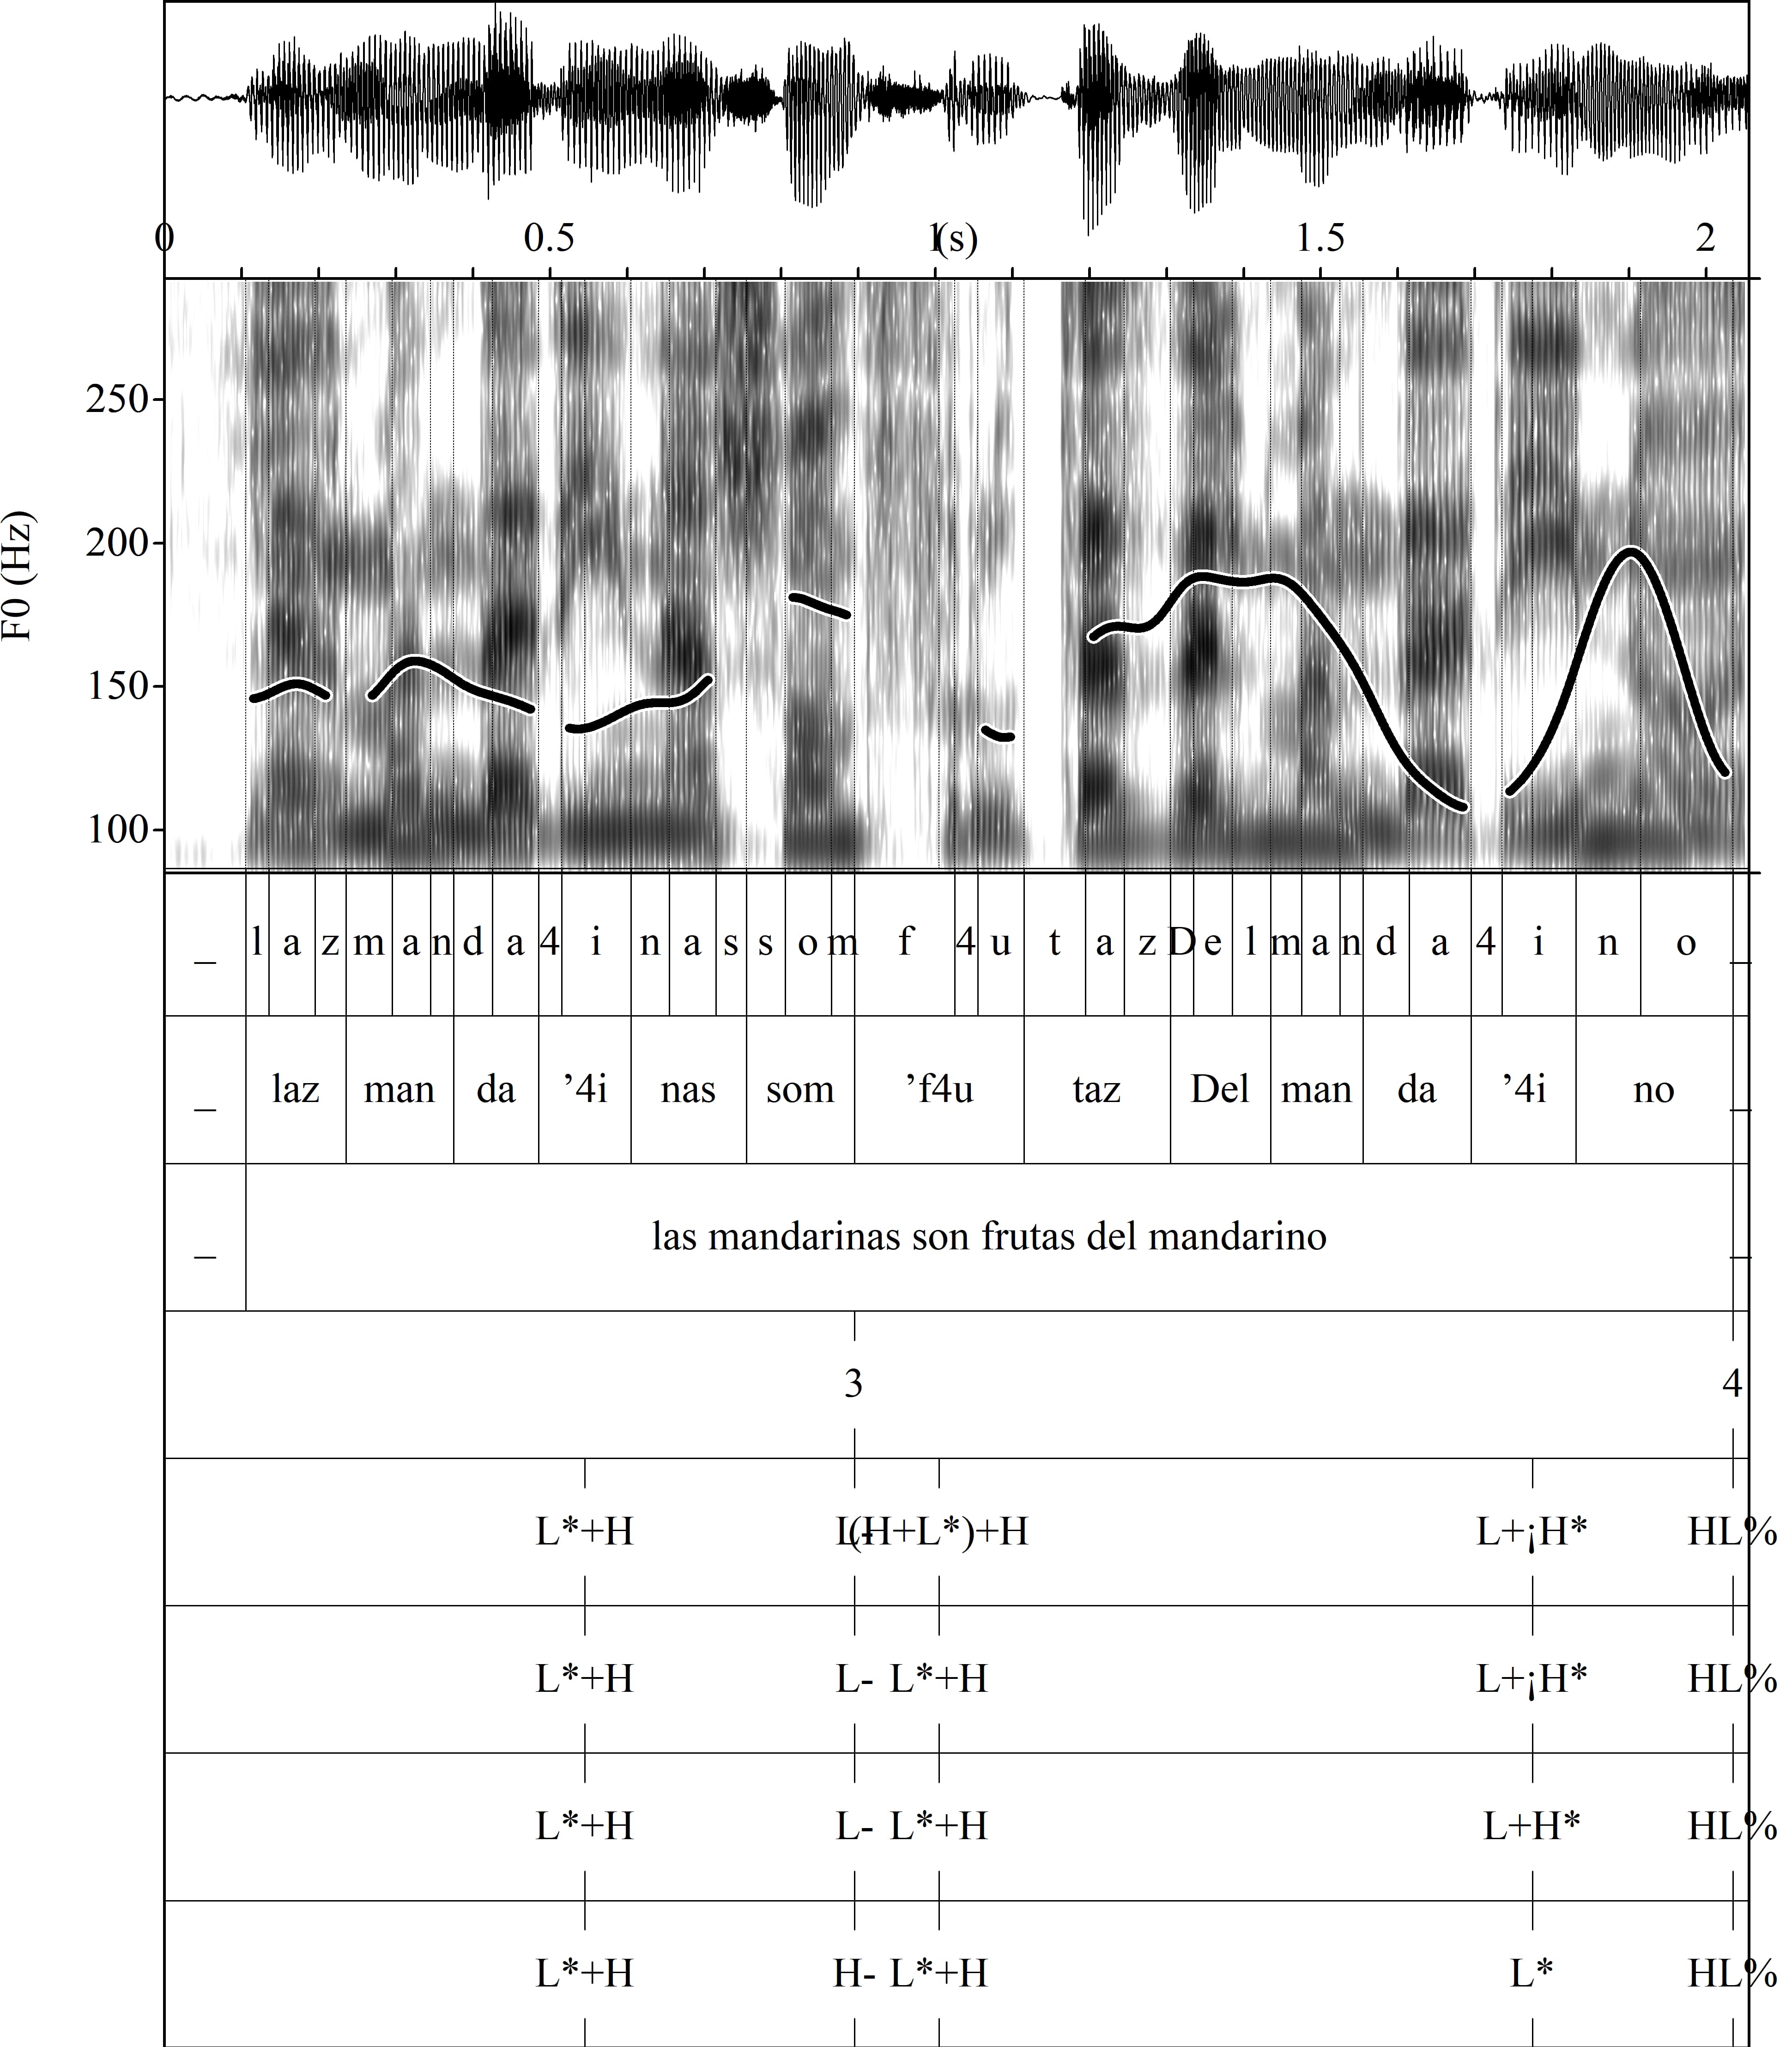 0 0.5 1 (s) 1.5 2
250
200
150
100
F0 (Hz)
_ l a z m a n d a 4 i n a s s o m f 4 u t a z D e l m a n d a 4 i n o _
_ laz man da ’4i nas som ’f4u taz Del man da ’4i no _
_ las mandarinas son frutas del mandarino _
3 4
L*+H L- (H+L*)+H L+¡H* HL%
L*+H L- L*+H L+¡H* HL%
L*+H L- L*+H L+H* HL%
L*+H H- L*+H L* HL%